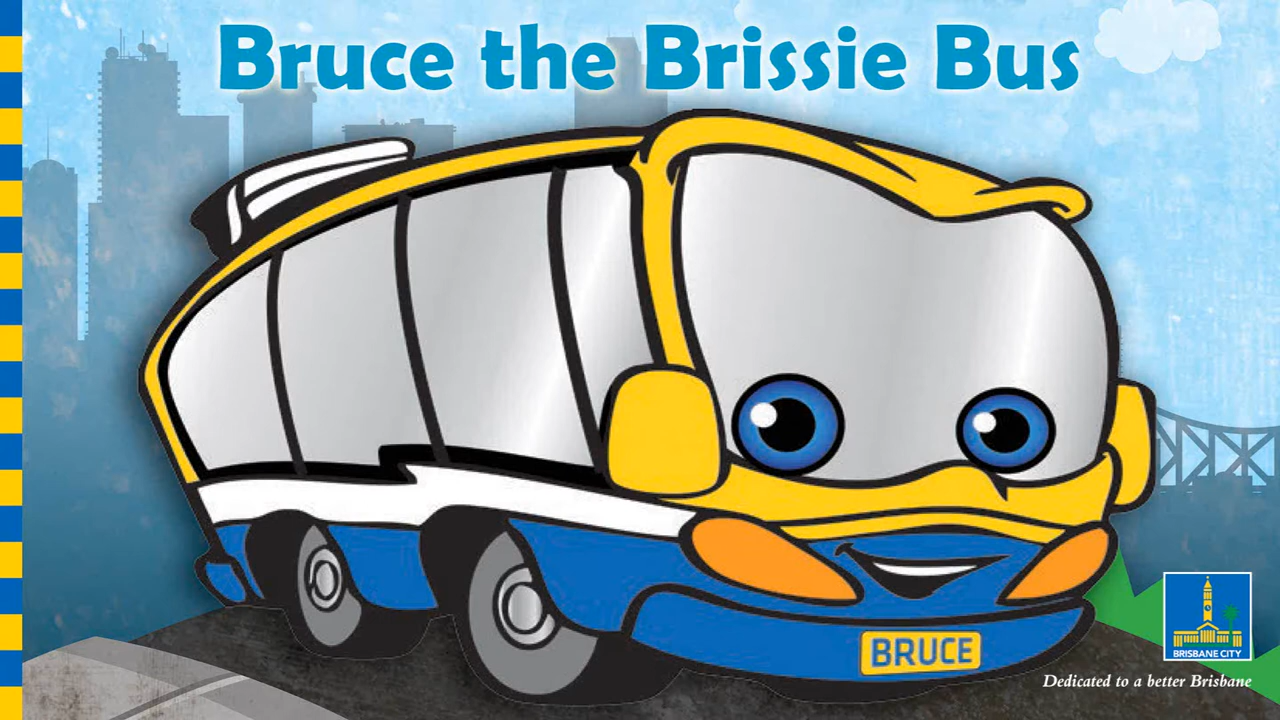 Bruce the Brissie Bus
BRUCE
BRISBANE CITY
Dedicated to a better Brisbane